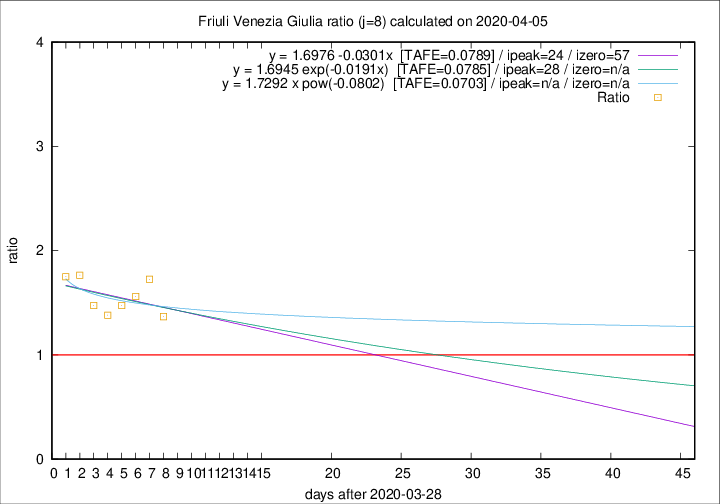 Friuli Venezia Giulia ratio (j=8) calculated on 2020-04-05
y = 1.6976 -0.0301x [TAFE=0.0789] / ipeak=24 / izero=57
y = 1.6945 exp(-0.0191x) [TAFE=0.0785] / ipeak=28 / izero=n/a
y = 1.7292 x pow(-0.0802) [TAFE=0.0703] / ipeak=n/a / izero=n/a
Ratio
4
3
2
1
0
ratio
0 1 2 3 4 5 6 7 8 9 10 11 12 13 14 15 20 25 30 35 40 45
days after 2020-03-28